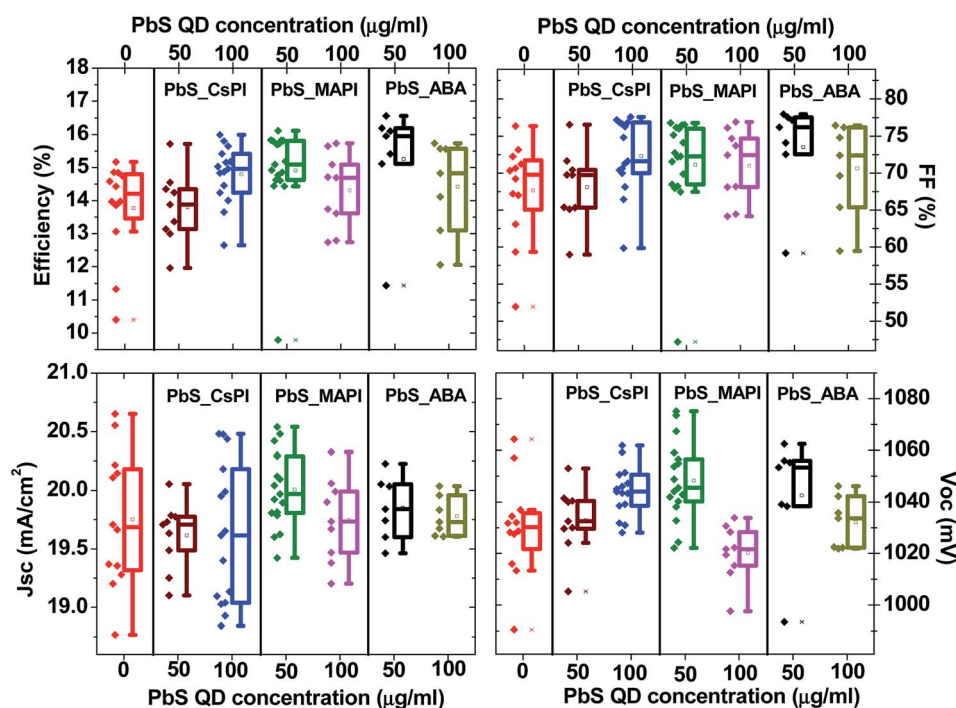 PbS QD concentration (μg/ml)
0 50 100 50 100 50 100
Efficiency (%)
18
17
16
15
14
13
12
11
10
PbS_CsPI PbS_MAPI PbS_ABA
PbS QD concentration (μg/ml)
0 50 100 50 100 50 100
PbS_CsPI PbS_MAPI PbS_ABA
80
75
70
65
60
55
50
FF (%)
Jsc (mA/cm²)
21.0
20.5
20.0
19.5
19.0
PbS_CsPI PbS_MAPI PbS_ABA
0 50 100 50 100 50 100
PbS QD concentration (μg/ml)
PbS_CsPI PbS_MAPI PbS_ABA
1080
1060
1040
1020
1000
Voc (mV)
0 50 100 50 100 50 100
PbS QD concentration (μg/ml)